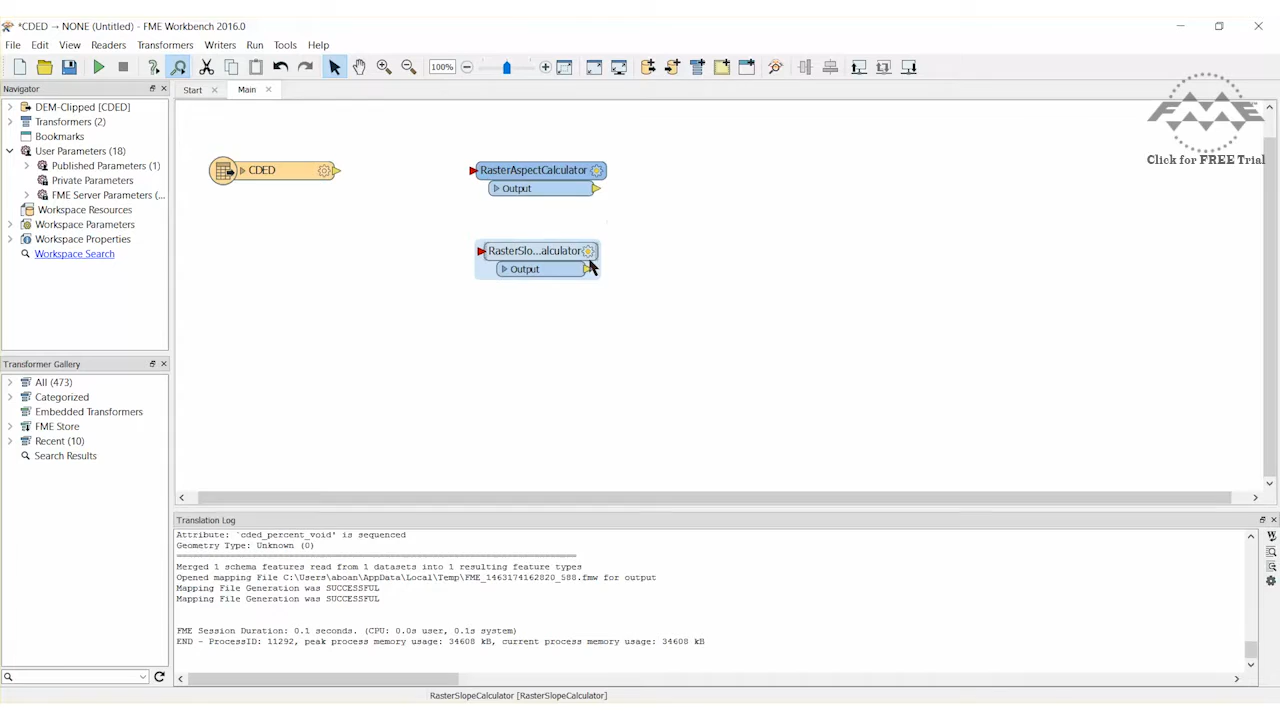 *CDED → NONE (Untitled) - FME Workbench 2016.0
File Edit View Readers Transformers Writers Run Tools Help
100%
Navigator
Start Main
DEM-Clipped [CDED]
Transformers (2)
Bookmarks
User Parameters (18)
Published Parameters (1)
Private Parameters
FME Server Parameters (...
Workspace Resources
Workspace Parameters
Workspace Properties
Workspace Search
CDED
RasterAspectCalculator
Output
RasterSlo...alculator
Output
FME
Click for FREE Trial
Transformer Gallery
All (473)
Categorized
Embedded Transformers
FME Store
Recent (10)
Search Results
Translation Log
Attribute: `cded_percent_void' is sequenced
Geometry Type: Unknown (0)
Merged 1 schema features read from 1 datasets into 1 resulting feature types
Opened mapping File C:\Users\aboan\AppData\Local\Temp\FME_1463174162820_588.fmw for output
Mapping File Generation was SUCCESSFUL
Mapping File Generation was SUCCESSFUL
FME Session Duration: 0.1 seconds. (CPU: 0.0s user, 0.1s system)
END - ProcessID: 11292, peak process memory usage: 34608 kB, current process memory usage: 34608 kB
RasterSlopeCalculator [RasterSlopeCalculator]